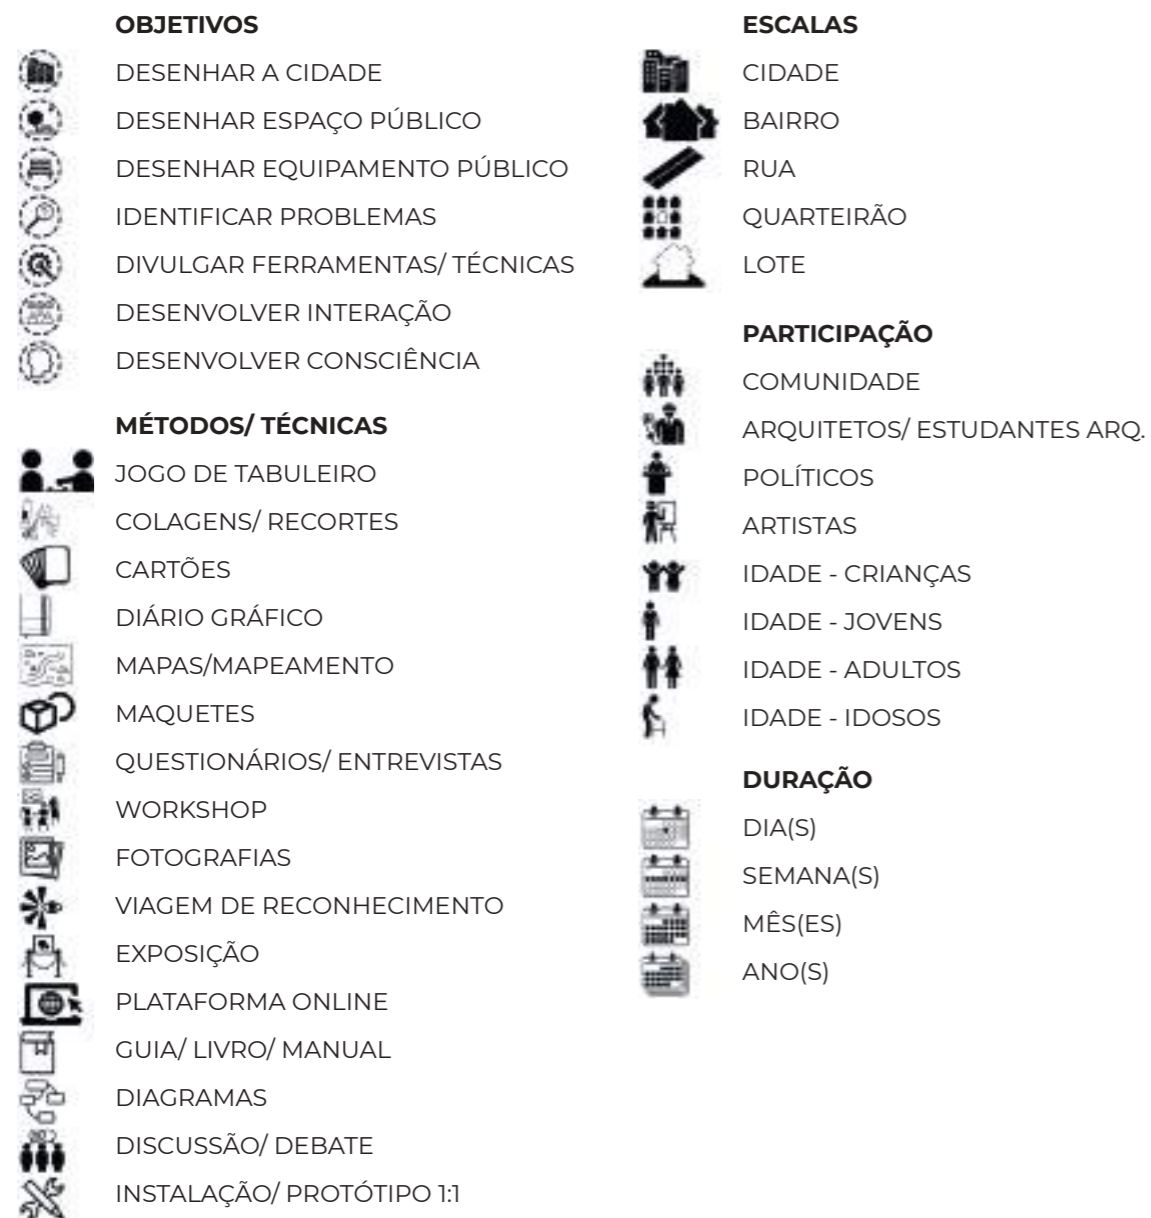 OBJETIVOS
DESENHAR A CIDADE
DESENHAR ESPAÇO PÚBLICO
DESENHAR EQUIPAMENTO PÚBLICO
IDENTIFICAR PROBLEMAS
DIVULGAR FERRAMENTAS/ TÉCNICAS
DESENVOLVER INTERAÇÃO
DESENVOLVER CONSCIÊNCIA
MÉTODOS/ TÉCNICAS
JOGO DE TABULEIRO
COLAGENS/ RECORTES
CARTÕES
DIÁRIO GRÁFICO
MAPAS/MAPEAMENTO
MAQUETES
QUESTIONÁRIOS/ ENTREVISTAS
WORKSHOP
FOTOGRAFIAS
VIAGEM DE RECONHECIMENTO
EXPOSIÇÃO
PLATAFORMA ONLINE
GUIA/ LIVRO/ MANUAL
DIAGRAMAS
DISCUSSÃO/ DEBATE
INSTALAÇÃO/ PROTÓTIPO 1:1
ESCALAS
CIDADE
BAIRRO
RUA
QUARTEIRÃO
LOTE
PARTICIPAÇÃO
COMUNIDADE
ARQUITETOS/ ESTUDANTES ARQ.
POLÍTICOS
ARTISTAS
IDADE - CRIANÇAS
IDADE - JOVENS
IDADE - ADULTOS
IDADE - IDOSOS
DURAÇÃO
DIA(S)
SEMANA(S)
MÊS(ES)
ANO(S)